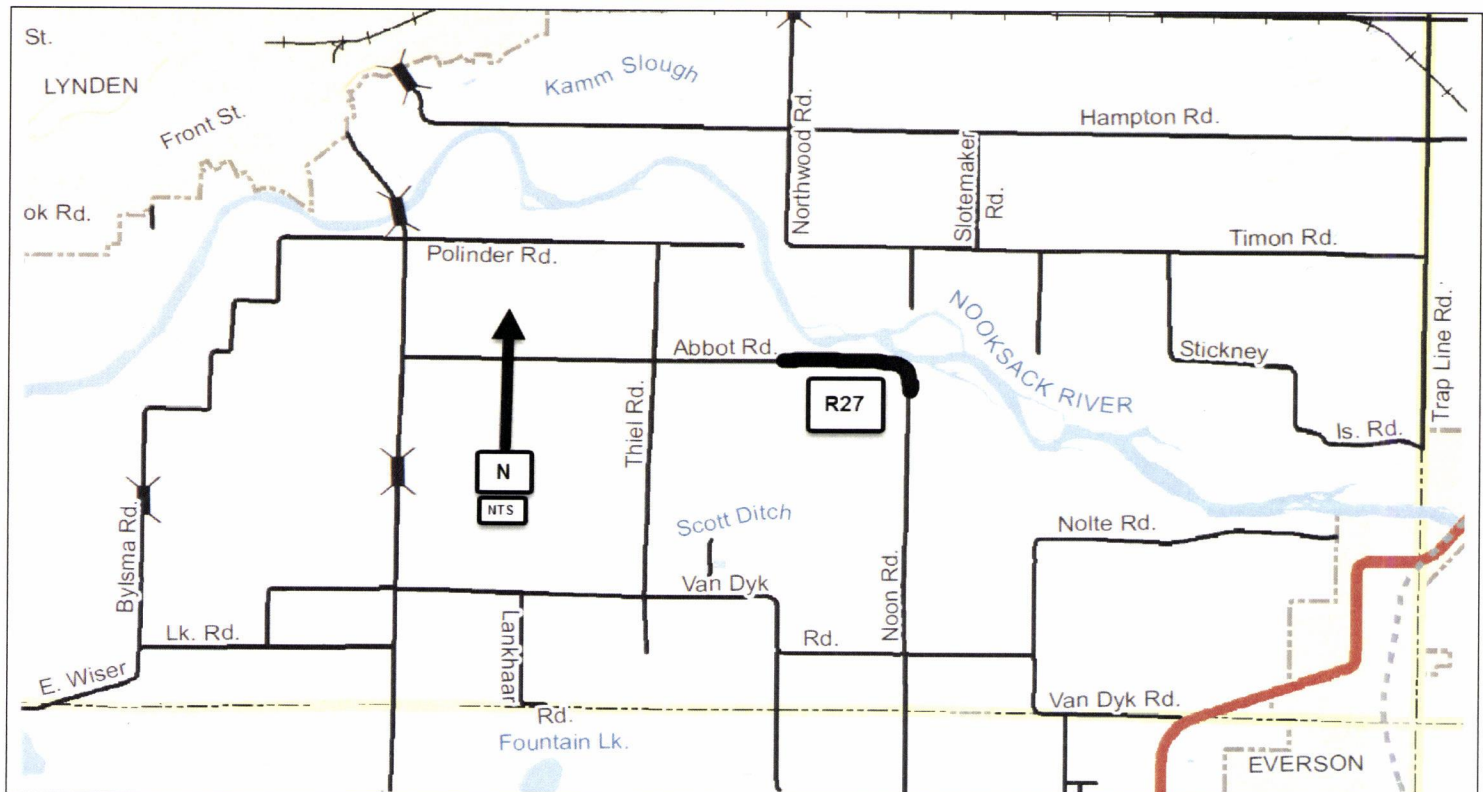 St.
LYNDEN
Front St.
Kamm Slough
Northwood Rd.
Hampton Rd.
Slotemaker
Rd.
ok Rd.
Polinder Rd.
Timon Rd.
NOOKSACK RIVER
Trap Line Rd.
Abbot Rd.
Stickney
Is. Rd.
R27
Thiel Rd.
N
NTS
Scott Ditch
Nolte Rd.
Bylsma Rd.
Van Dyk
Rd.
Noon Rd.
Lk. Rd.
E. Wiser
Lankhaar
Rd.
Van Dyk Rd.
Fountain Lk.
EVERSON